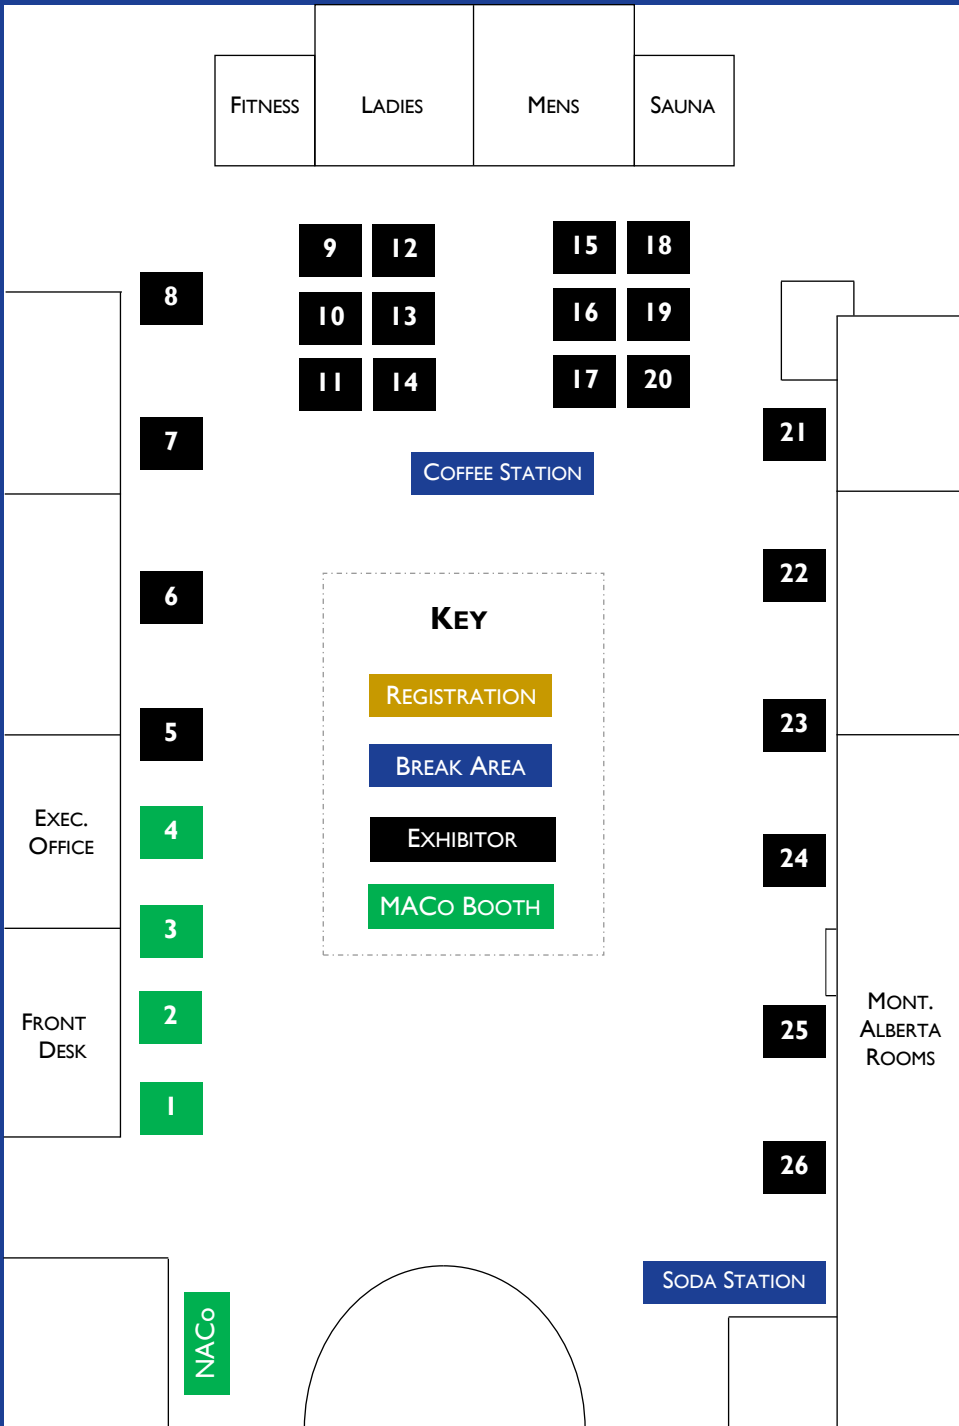 Fitness
Ladies
Mens
Sauna
9
12
15
18
8
10
13
16
19
11
14
17
20
7
21
Coffee Station
6
22
Key
Registration
5
23
Break Area
Exec.
Office
4
Exhibitor
24
MACo Booth
3
Front
Desk
2
Mont.
Alberta
Rooms
25
1
26
Soda Station
NACo